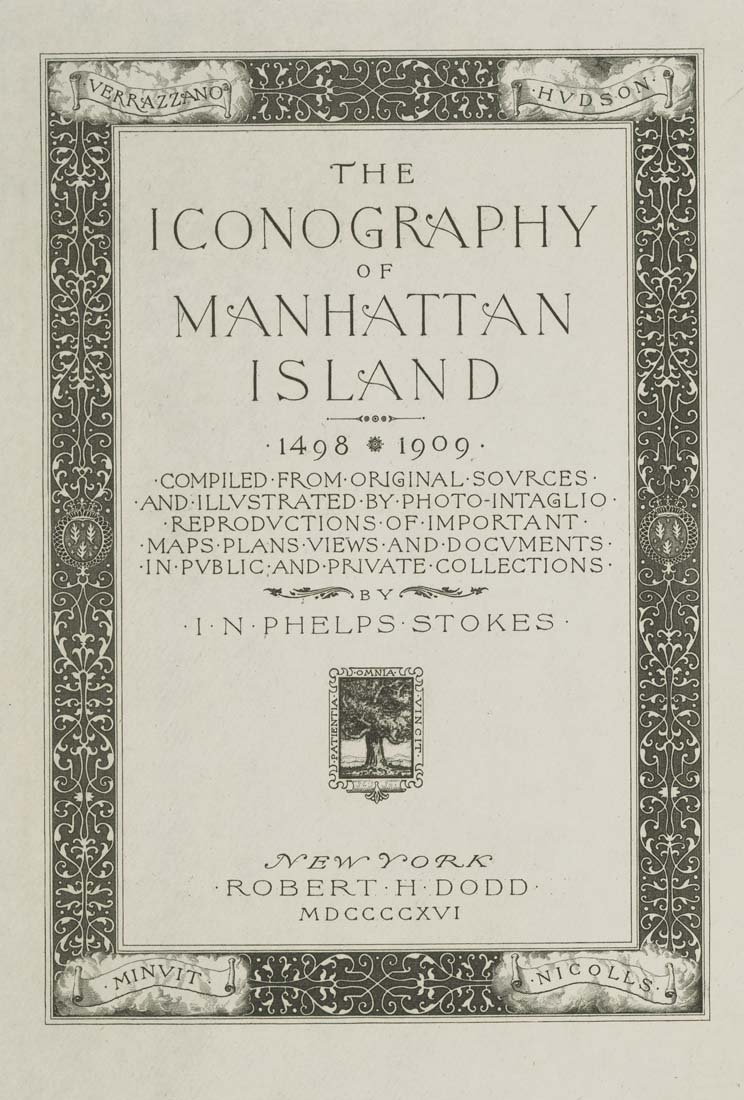 VERRAZZANO
·HVDSON·
THE
ICONOGRAPHY
OF
MANHATTAN
ISLAND
·1498 1909·
·COMPILED·FROM·ORIGINAL·SOVRCES·
·AND·ILLVSTRATED·BY·PHOTO-INTAGLIO·
·REPRODVCTIONS·OF·IMPORTANT·
·MAPS·PLANS·VIEWS·AND·DOCVMENTS·
·IN·PVBLIC·AND·PRIVATE·COLLECTIONS·
BY
·I·N·PHELPS·STOKES·
·PATIENTIA·
·OMNIA·
·VINCIT·
NEW YORK
·ROBERT·H·DODD·
MDCCCCXVI
·MINVIT·
·NICOLLS·